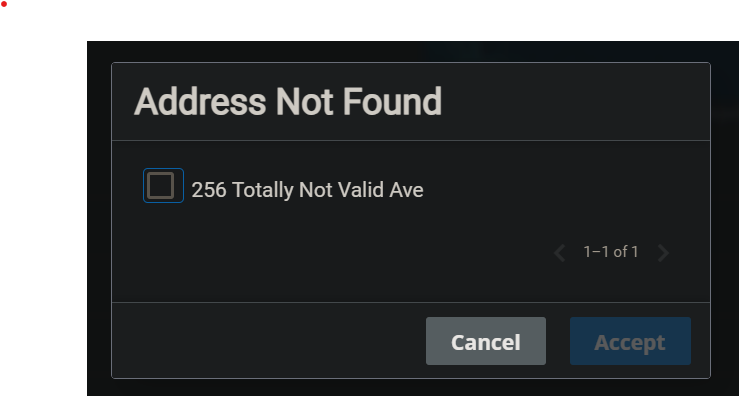 Address Not Found
256 Totally Not Valid Ave
1–1 of 1
Cancel
Accept